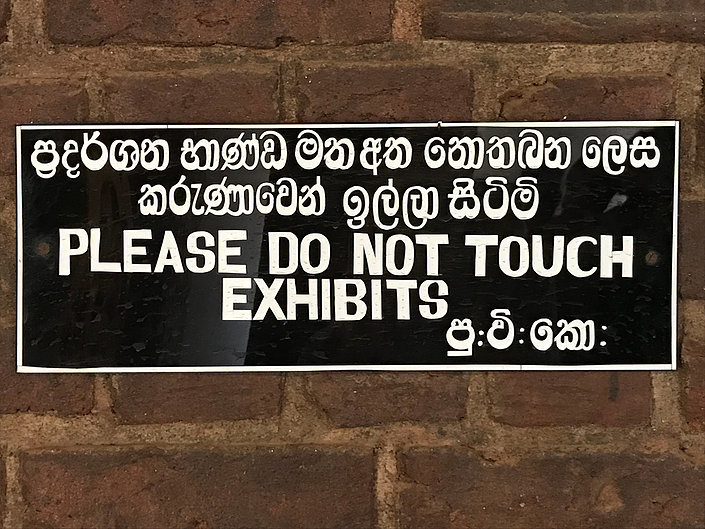 ප්‍රදර්ශන භාණ්ඩ මත අත නොතබන ලෙස
කරුණාවෙන් ඉල්ලා සිටිමි
PLEASE DO NOT TOUCH
EXHIBITS
පු:වි:කො: